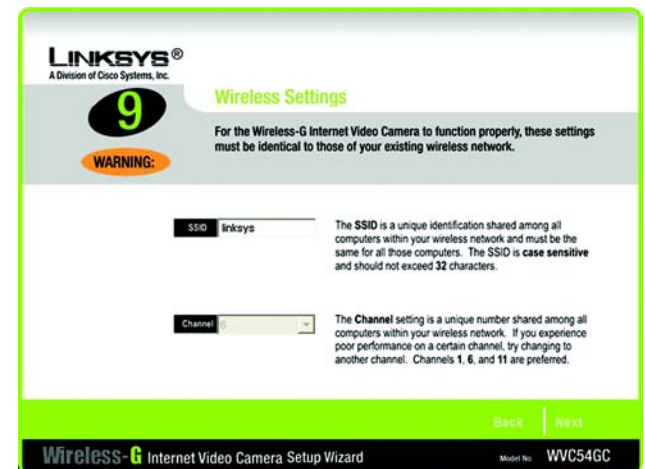 LINKSYS®
A Division of Cisco Systems, Inc.
9
WARNING:
Wireless Settings
For the Wireless-G Internet Video Camera to function properly, these settings
must be identical to those of your existing wireless network.
SSID linksys
The SSID is a unique identification shared among all
computers within your wireless network and must be the
same for all those computers. The SSID is case sensitive
and should not exceed 32 characters.
Channel 6
The Channel setting is a unique number shared among all
computers within your wireless network. If you experience
poor performance on a certain channel, try changing to
another channel. Channels 1, 6, and 11 are preferred.
Back Next
Wireless-G Internet Video Camera Setup Wizard
Model No. WVC54GC